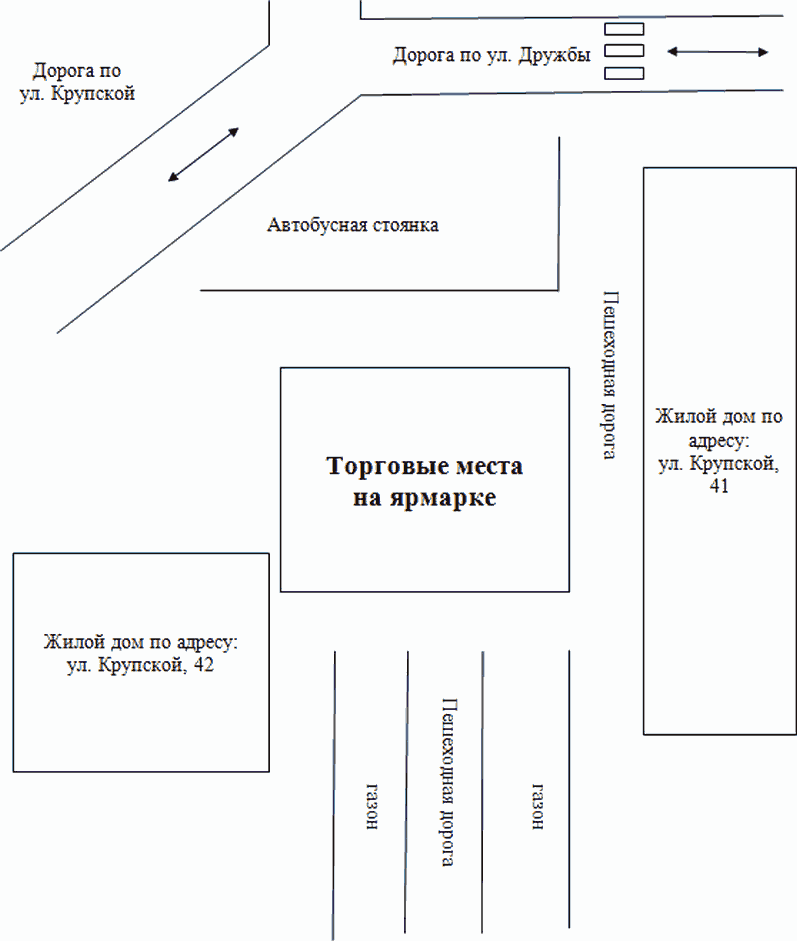 Дорога по ул. Дружбы
Дорога по
ул. Крупской
Автобусная стоянка
Пешеходная дорога
Жилой дом по
адресу:
ул. Крупской,
41
Торговые места
на ярмарке
Жилой дом по адресу:
ул. Крупской, 42
газон
Пешеходная дорога
газон